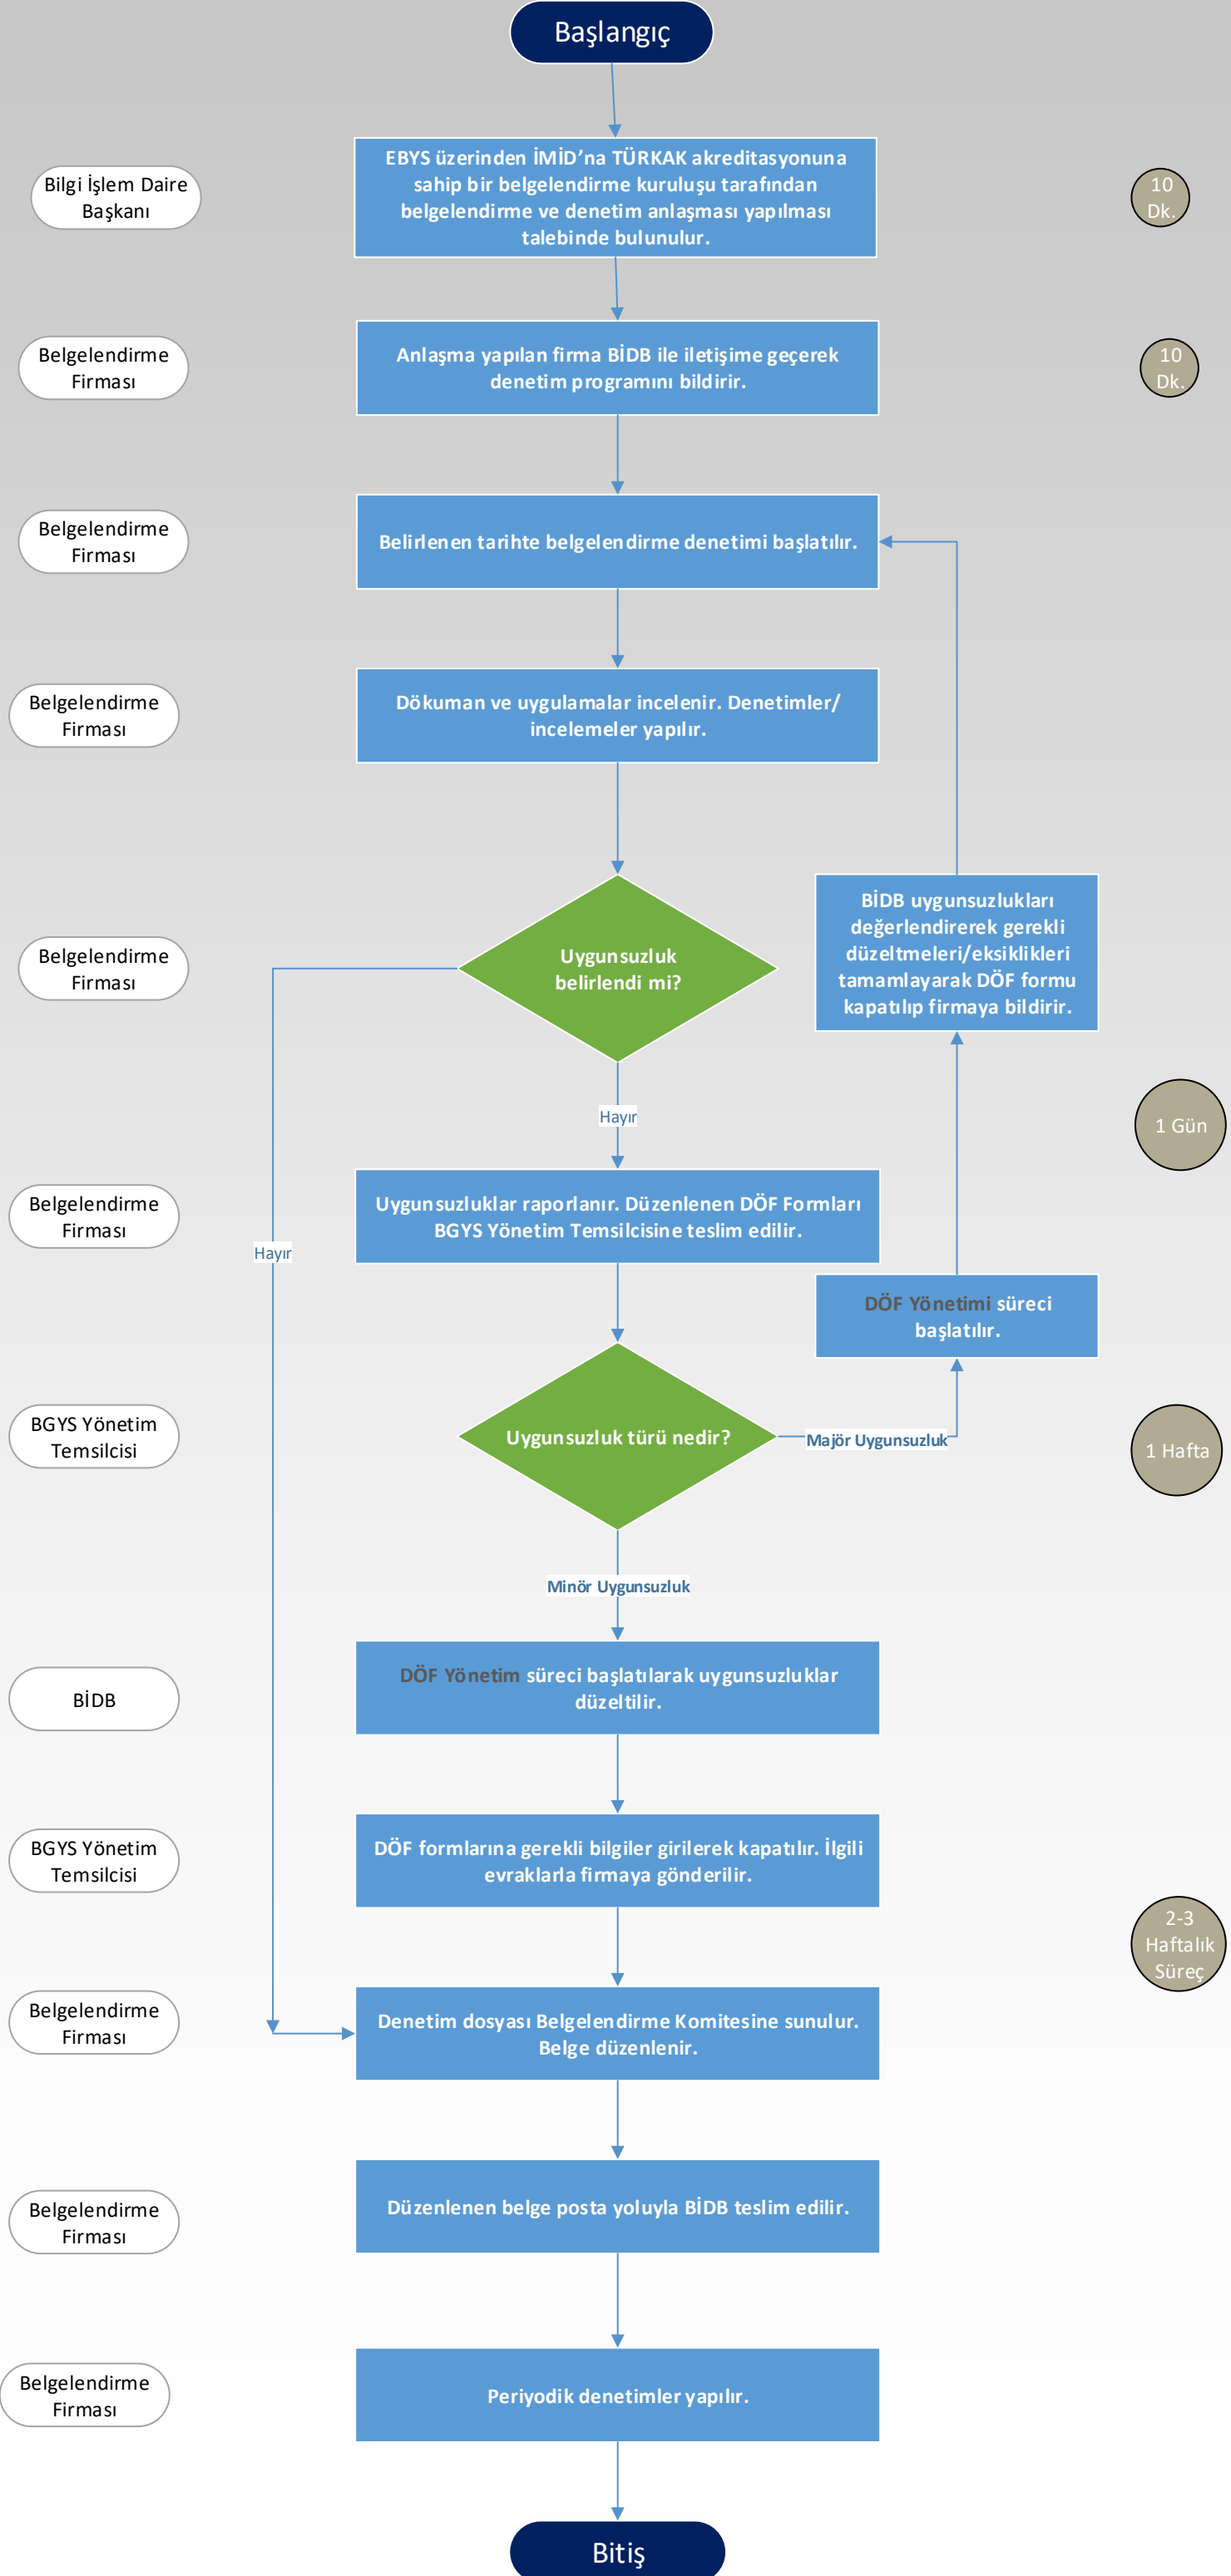 Başlangıç
Bilgi İşlem Daire
Başkanı
EBYS üzerinden İMİD’na TÜRKAK akreditasyonuna
sahip bir belgelendirme kuruluşu tarafından
belgelendirme ve denetim anlaşması yapılması
talebinde bulunulur.
10
Dk.
Belgelendirme
Firması
Anlaşma yapılan firma BİDB ile iletişime geçerek
denetim programını bildirir.
10
Dk.
Belgelendirme
Firması
Belirlenen tarihte belgelendirme denetimi başlatılır.
Belgelendirme
Firması
Dökuman ve uygulamalar incelenir. Denetimler/
incelemeler yapılır.
Belgelendirme
Firması
Uygunsuzluk
belirlendi mi?
BİDB uygunsuzlukları
değerlendirerek gerekli
düzeltmeleri/eksiklikleri
tamamlayarak DÖF formu
kapatılıp firmaya bildirir.
Hayır
1 Gün
Belgelendirme
Firması
Uygunsuzluklar raporlanır. Düzenlenen DÖF Formları
BGYS Yönetim Temsilcisine teslim edilir.
Hayır
DÖF Yönetimi süreci
başlatılır.
BGYS Yönetim
Temsilcisi
Uygunsuzluk türü nedir?
Majör Uygunsuzluk
1 Hafta
Minör Uygunsuzluk
BİDB
DÖF Yönetim süreci başlatılarak uygunsuzluklar
düzeltilir.
BGYS Yönetim
Temsilcisi
DÖF formlarına gerekli bilgiler girilerek kapatılır. İlgili
evraklarla firmaya gönderilir.
2-3
Haftalık
Süreç
Belgelendirme
Firması
Denetim dosyası Belgelendirme Komitesine sunulur.
Belge düzenlenir.
Belgelendirme
Firması
Düzenlenen belge posta yoluyla BİDB teslim edilir.
Belgelendirme
Firması
Periyodik denetimler yapılır.
Bitiş